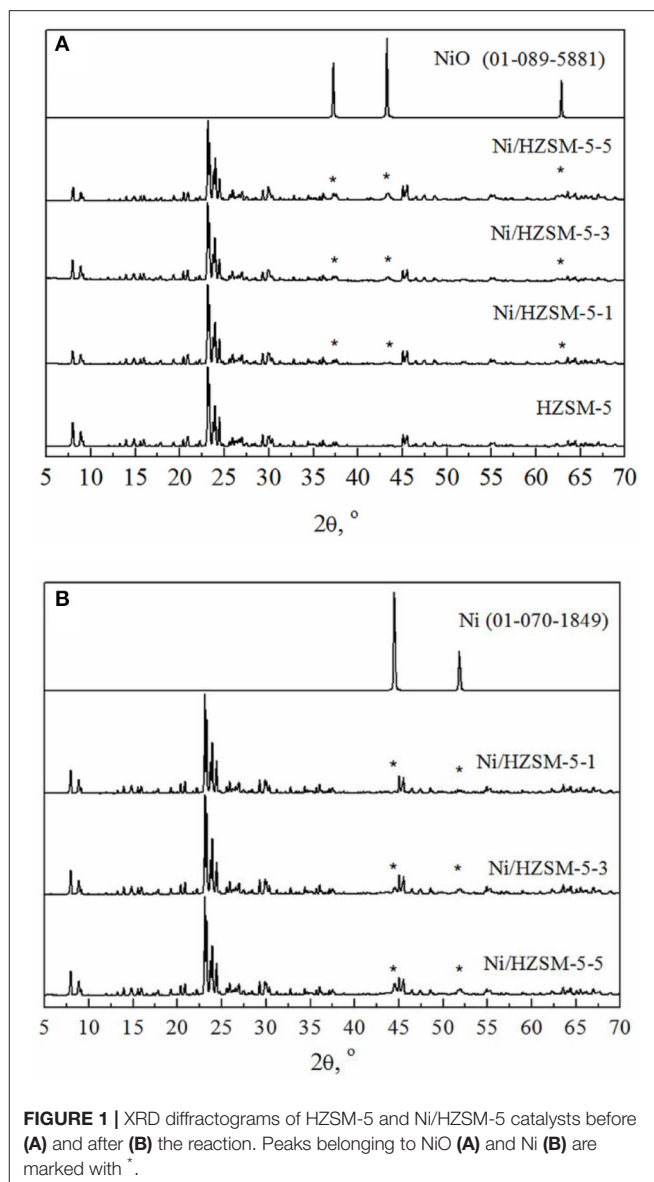 A
NiO (01-089-5881)
Ni/HZSM-5-5
* * *
Ni/HZSM-5-3
* * *
Ni/HZSM-5-1
* * *
HZSM-5
5 10 15 20 25 30 35 40 45 50 55 60 65 70
2θ, °
B
Ni (01-070-1849)
Ni/HZSM-5-1
* *
Ni/HZSM-5-3
* *
Ni/HZSM-5-5
* *
5 10 15 20 25 30 35 40 45 50 55 60 65 70
2θ, °
FIGURE 1 | XRD diffractograms of HZSM-5 and Ni/HZSM-5 catalysts before
(A) and after (B) the reaction. Peaks belonging to NiO (A) and Ni (B) are
marked with *.